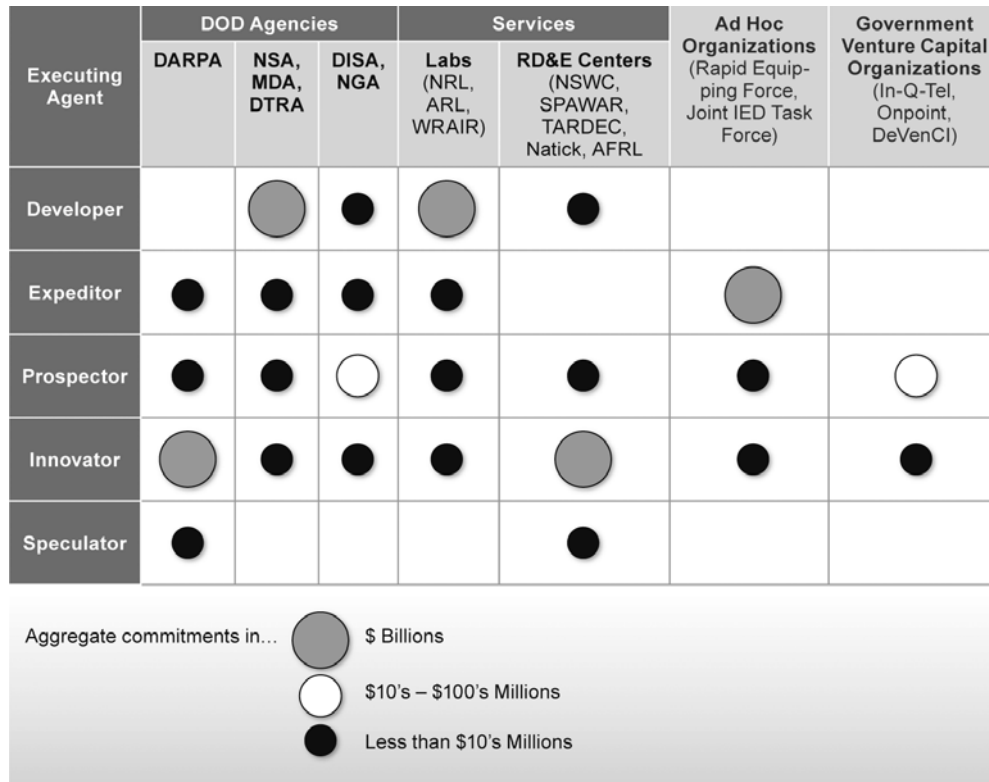 DOD Agencies
Services
Ad Hoc
Organizations
(Rapid Equip-
ping Force,
Joint IED Task
Force)
Government
Venture Capital
Organizations
(In-Q-Tel,
Onpoint,
DeVenCI)
Executing
Agent
DARPA
NSA,
MDA,
DTRA
DISA,
NGA
Labs
(NRL,
ARL,
WRAIR)
RD&E Centers
(NSWC,
SPAWAR,
TARDEC,
Natick, AFRL
Developer
Expeditor
Prospector
Innovator
Speculator
Aggregate commitments in...
$ Billions
$10's – $100's Millions
Less than $10's Millions